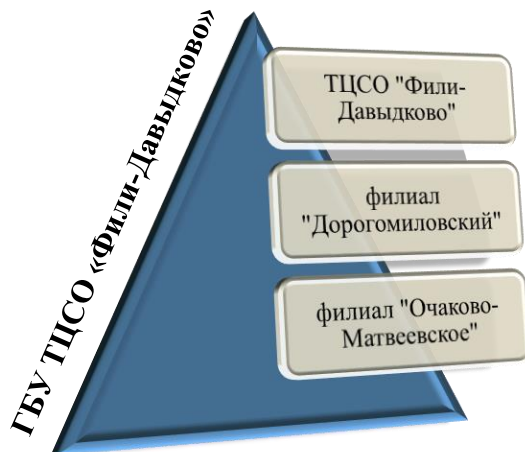 ГБУ ТЦСО «Фили-Давыдково»
ТЦСО "Фили-
Давыдково"
филиал
"Дорогомиловский"
филиал "Очаково-
Матвеевское"